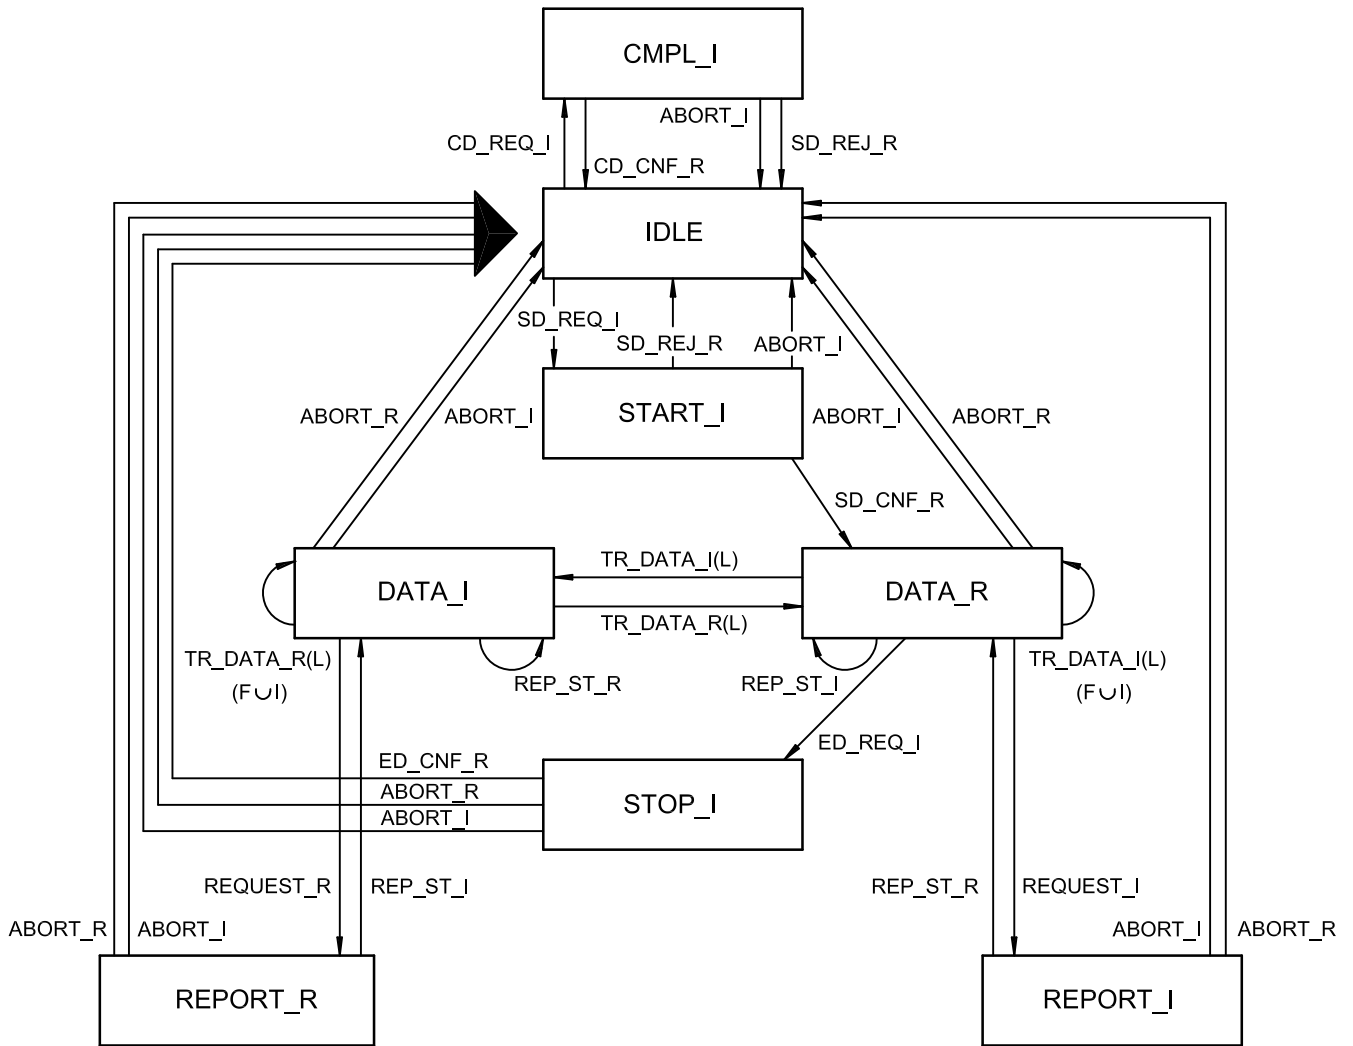 CMPL_I
ABORT_I
CD_REQ_I
SD_REJ_R
CD_CNF_R
IDLE
SD_REQ_I
SD_REJ_R
ABORT_I
START_I
ABORT_R
ABORT_I
ABORT_I
ABORT_R
SD_CNF_R
TR_DATA_I(L)
DATA_I
DATA_R
TR_DATA_R(L)
TR_DATA_R(L)
(F∪I)
REP_ST_R
REP_ST_I
TR_DATA_I(L)
(F∪I)
ED_REQ_I
ED_CNF_R
ABORT_R
ABORT_I
STOP_I
REQUEST_R
REP_ST_I
REP_ST_R
REQUEST_I
ABORT_R
ABORT_I
ABORT_I
ABORT_R
REPORT_R
REPORT_I